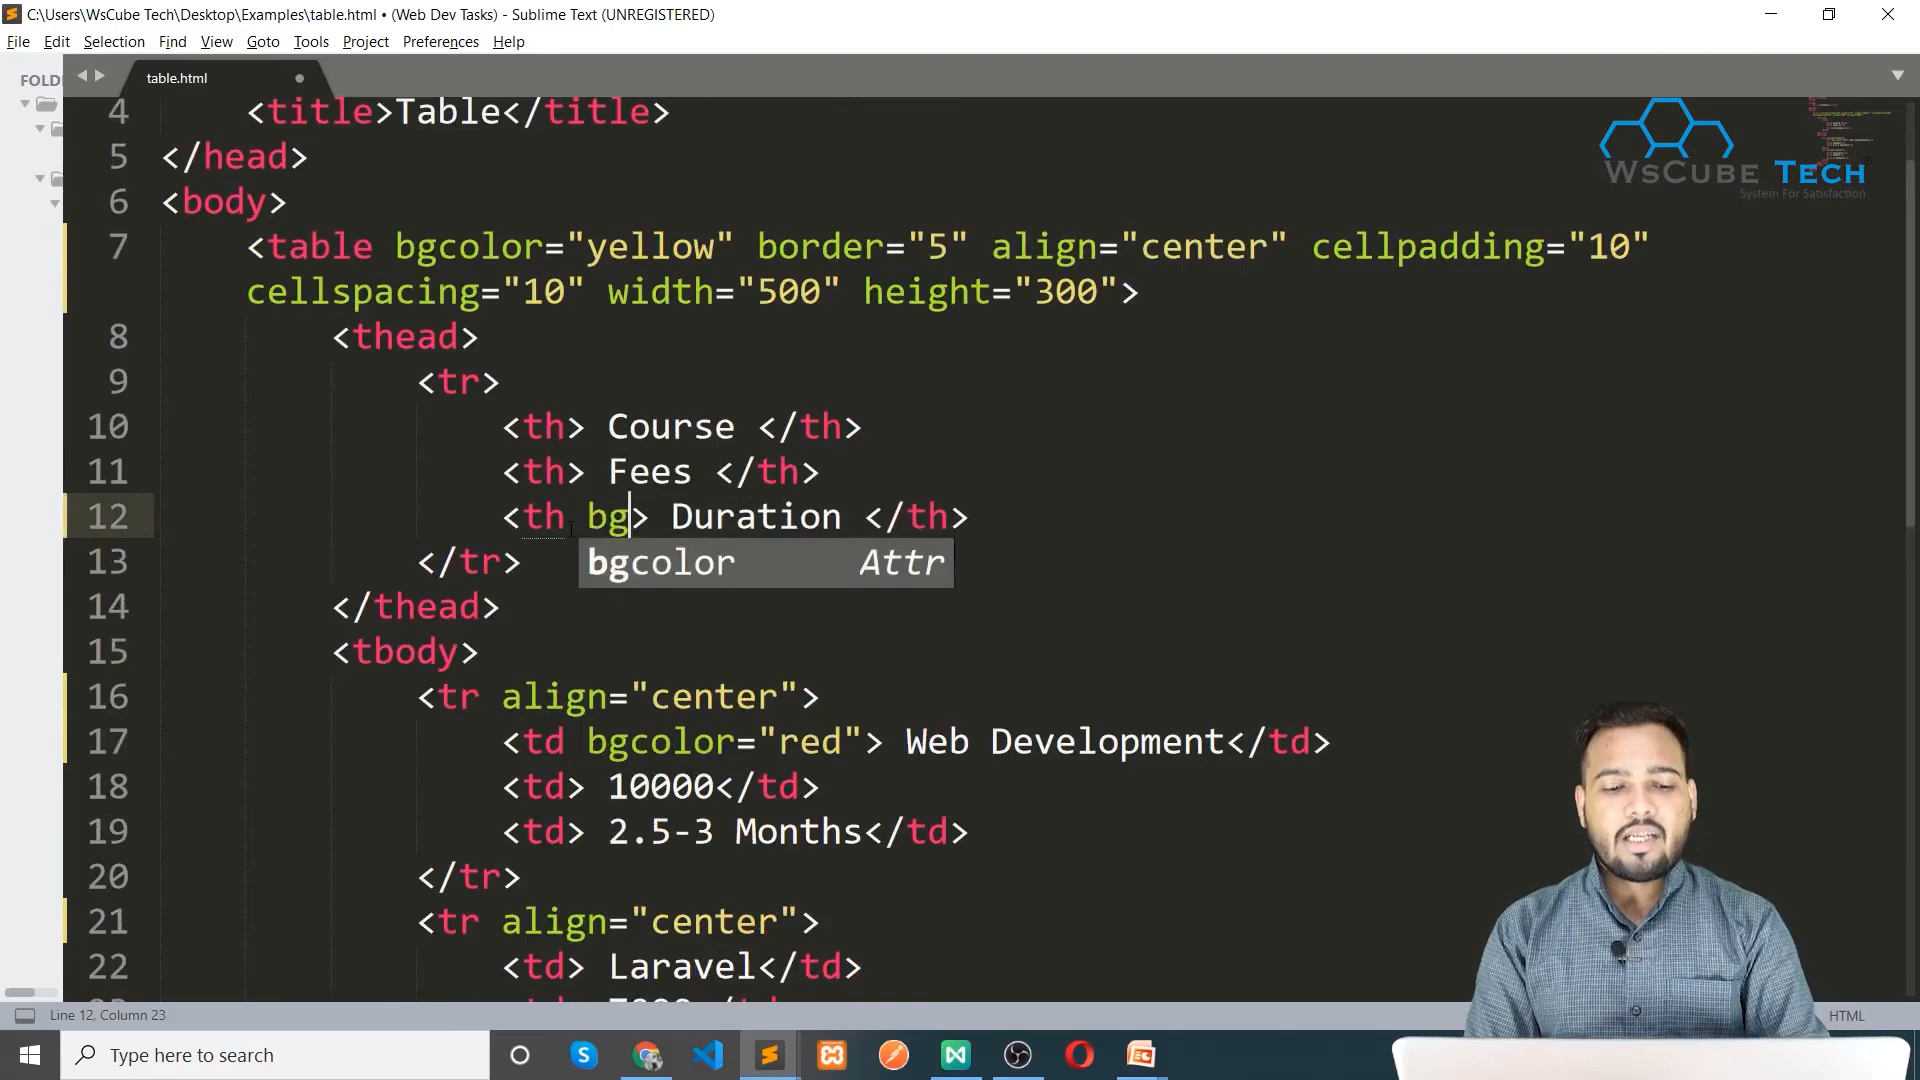 C:\Users\WsCube Tech\Desktop\Examples\table.html • (Web Dev Tasks) - Sublime Text (UNREGISTERED)
File Edit Selection Find View Goto Tools Project Preferences Help
FOLD
table.html
WsCube Tech
System For Satisfaction
4 <title>Table</title>
5 </head>
6 <body>
7 <table bgcolor="yellow" border="5" align="center" cellpadding="10"
cellspacing="10" width="500" height="300">
8 <thead>
9 <tr>
10 <th> Course </th>
11 <th> Fees </th>
12 <th bg> Duration </th>
bgcolor Attr
13 </tr>
14 </thead>
15 <tbody>
16 <tr align="center">
17 <td bgcolor="red"> Web Development</td>
18 <td> 10000</td>
19 <td> 2.5-3 Months</td>
20 </tr>
21 <tr align="center">
22 <td> Laravel</td>
Line 12, Column 23
HTML
Type here to search